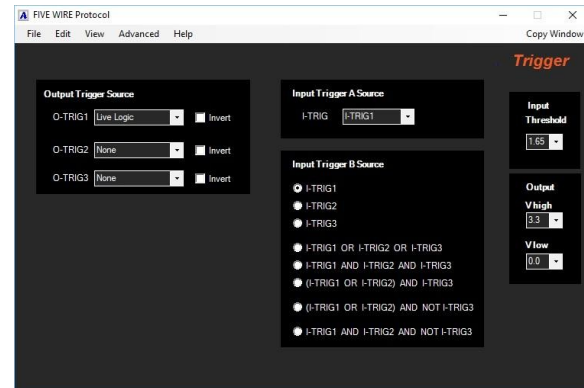 A FIVE WIRE Protocol
File Edit View Advanced Help Copy Window
Trigger
Output Trigger Source
O-TRIG1 Live Logic Invert
O-TRIG2 None Invert
O-TRIG3 None Invert
Input Trigger A Source
I-TRIG I-TRIG1
Input Trigger B Source
I-TRIG1
I-TRIG2
I-TRIG3
I-TRIG1 OR I-TRIG2 OR I-TRIG3
I-TRIG1 AND I-TRIG2 AND I-TRIG3
(I-TRIG1 OR I-TRIG2) AND I-TRIG3
(I-TRIG1 OR I-TRIG2) AND NOT I-TRIG3
I-TRIG1 AND I-TRIG2 AND NOT I-TRIG3
Input
Threshold
1.65
Output
V high
3.3
V low
0.0